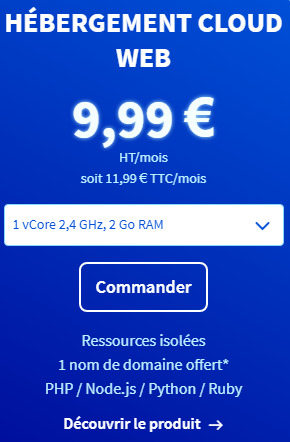 HÉBERGEMENT CLOUD
WEB
9,99 €
HT/mois
soit 11,99 € TTC/mois
1 vCore 2,4 GHz, 2 Go RAM
Commander
Ressources isolées
1 nom de domaine offert*
PHP / Node.js / Python / Ruby
Découvrir le produit →